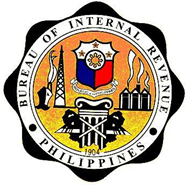 BUREAU OF INTERNAL REVENUE
1904
PHILIPPINES